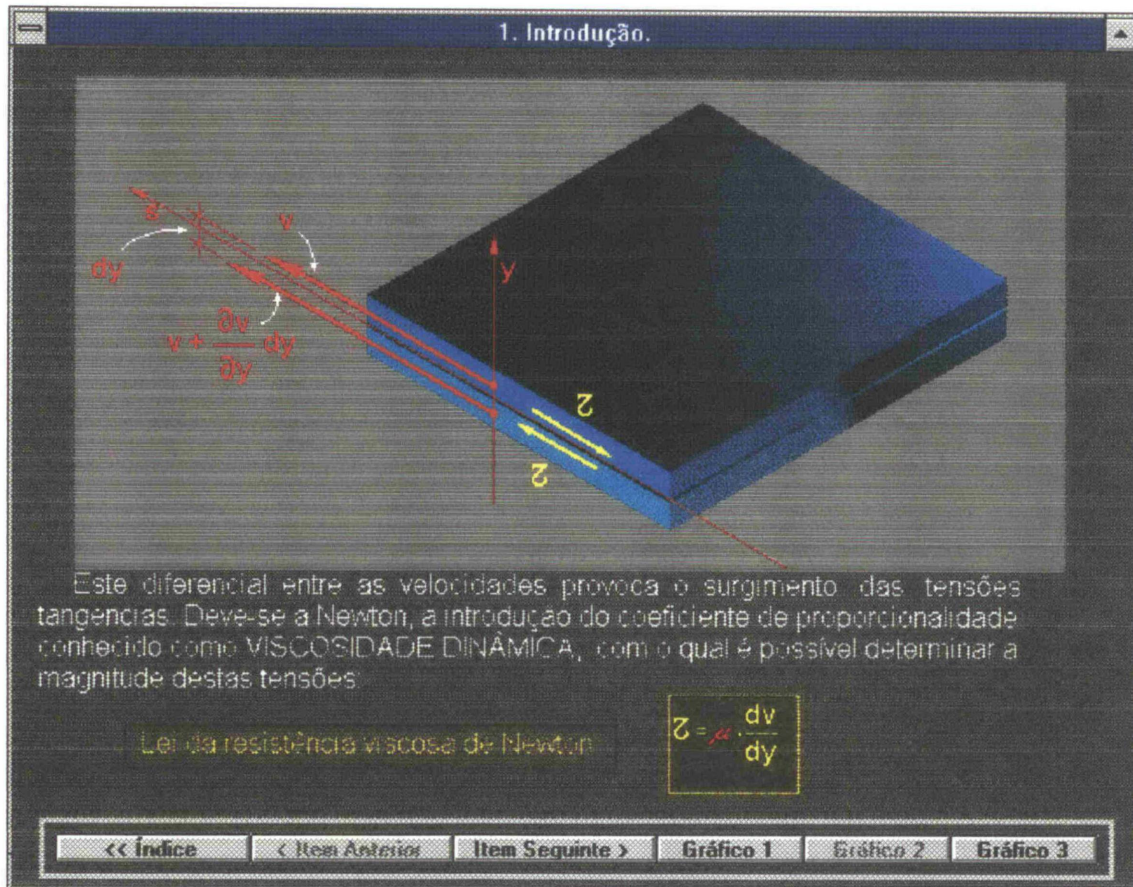 1. Introdução.
x
dy
v
y
v + ∂v/∂y dy
τ
τ
Este diferencial entre as velocidades provoca o surgimento das tensões
tangências. Deve-se a Newton, a introdução do coeficiente de proporcionalidade
conhecido como VISCOSIDADE DINÂMICA, com o qual é possível determinar a
magnitude destas tensões:
Lei da resistência viscosa de Newton
τ = μ . dv/dy
<< Índice
< Item Anterior
Item Seguinte >
Gráfico 1
Gráfico 2
Gráfico 3